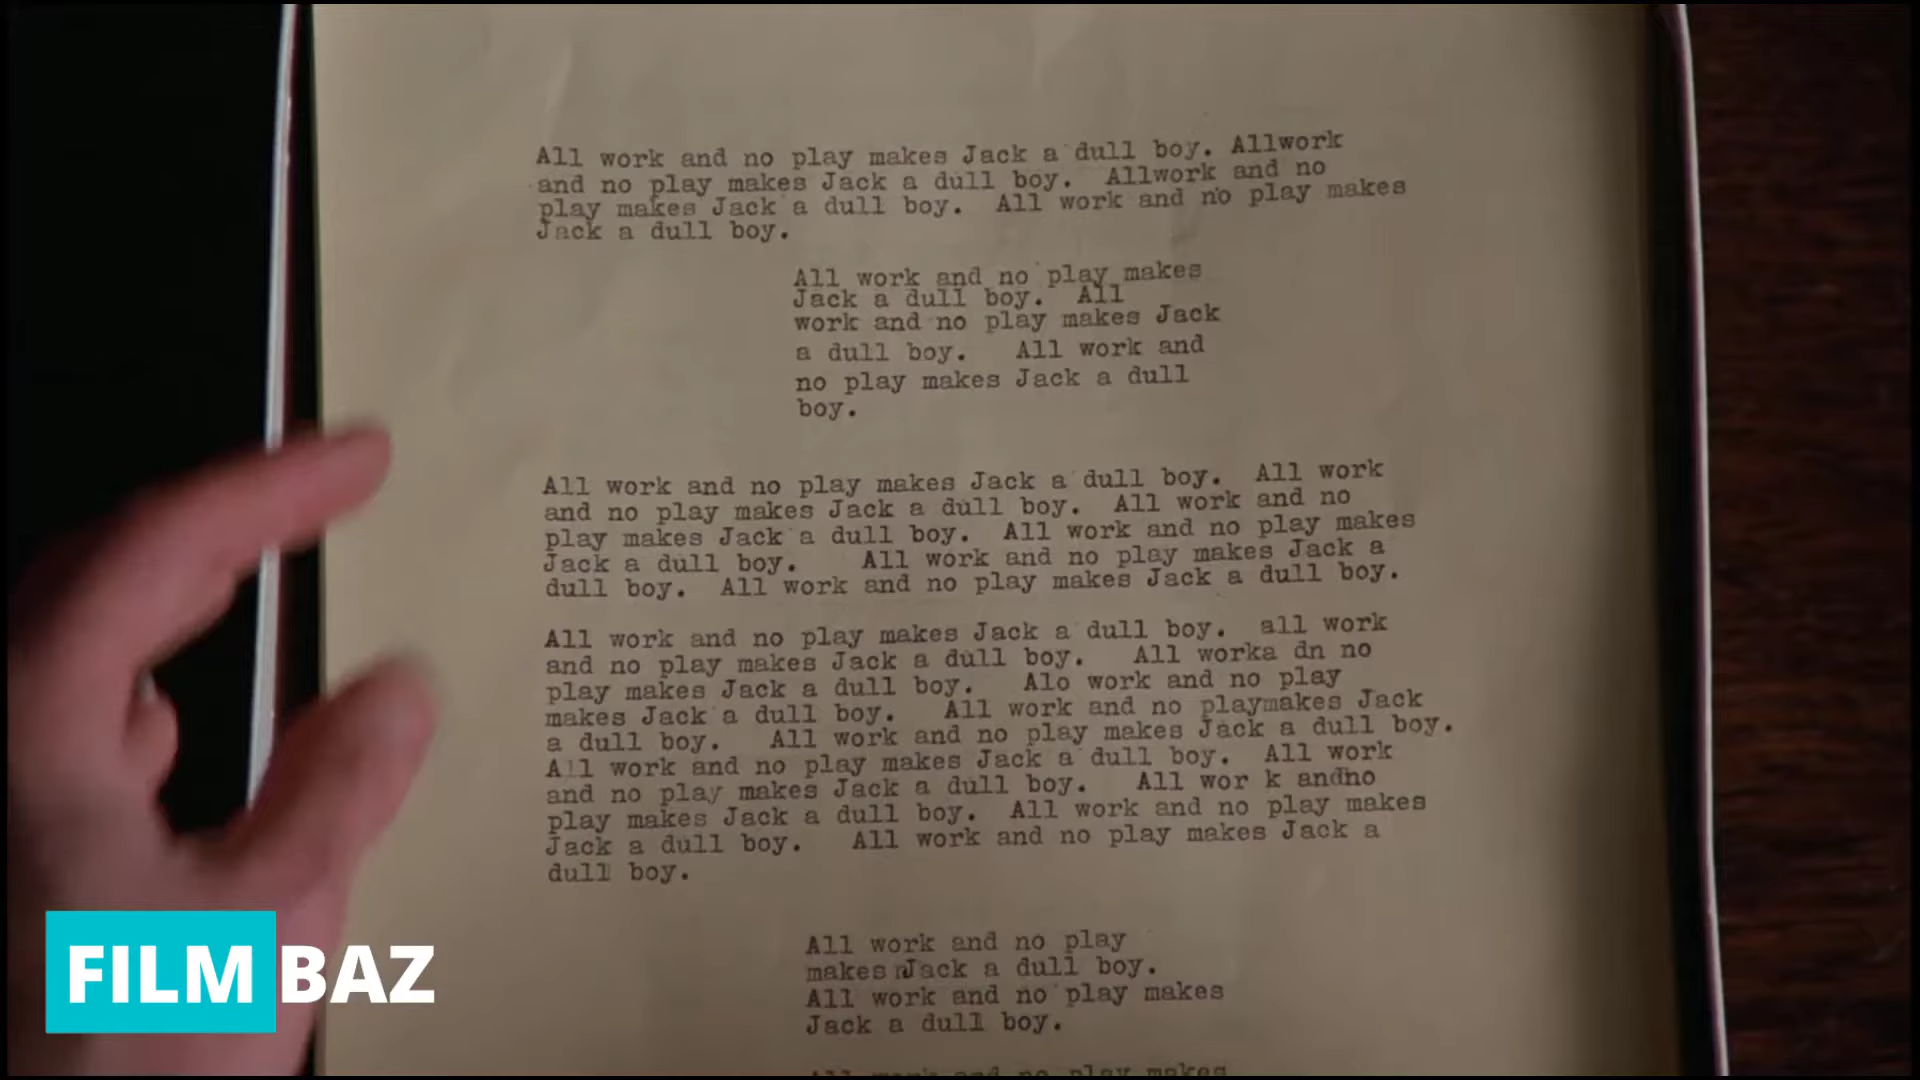 All work and no play makes Jack a dull boy. Allwork
and no play makes Jack a dull boy.  Allwork and no
play makes Jack a dull boy.  All work and no play makes
Jack a dull boy.
All work and no play makes
Jack a dull boy.  All
work and no play makes Jack
a dull boy.   All work and
no play makes Jack a dull
boy.
All work and no play makes Jack a dull boy.  All work
and no play makes Jack a dull boy.  All work and no
play makes Jack a dull boy.  All work and no play makes
Jack a dull boy.    All work and no play makes Jack a
dull boy.  All work and no play makes Jack a dull boy.
All work and no play makes Jack a dull boy.  all work
and no play makes Jack a dull boy.   All worka dn no
play makes Jack a dull boy.   Alo work and no play
makes Jack a dull boy.   All work and no playmakes Jack
a dull boy.   All work and no play makes Jack a dull boy.
All work and no play makes Jack a dull boy.  All work
and no play makes Jack a dull boy.   All wor k andno
play makes Jack a dull boy.  All work and no play makes
Jack a dull boy.   All work and no play makes Jack a
dull boy.
All work and no play
makes Jack a dull boy.
All work and no play makes
Jack a dull boy.
All work and no play makes
FILM BAZ